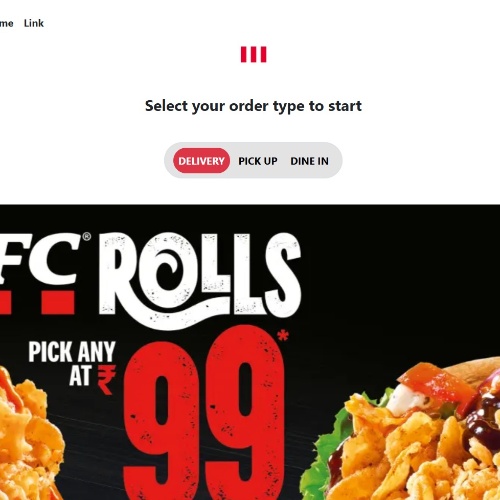 me Link
Select your order type to start
DELIVERY PICK UP DINE IN
FC® ROLLS
PICK ANY
AT ₹
99*